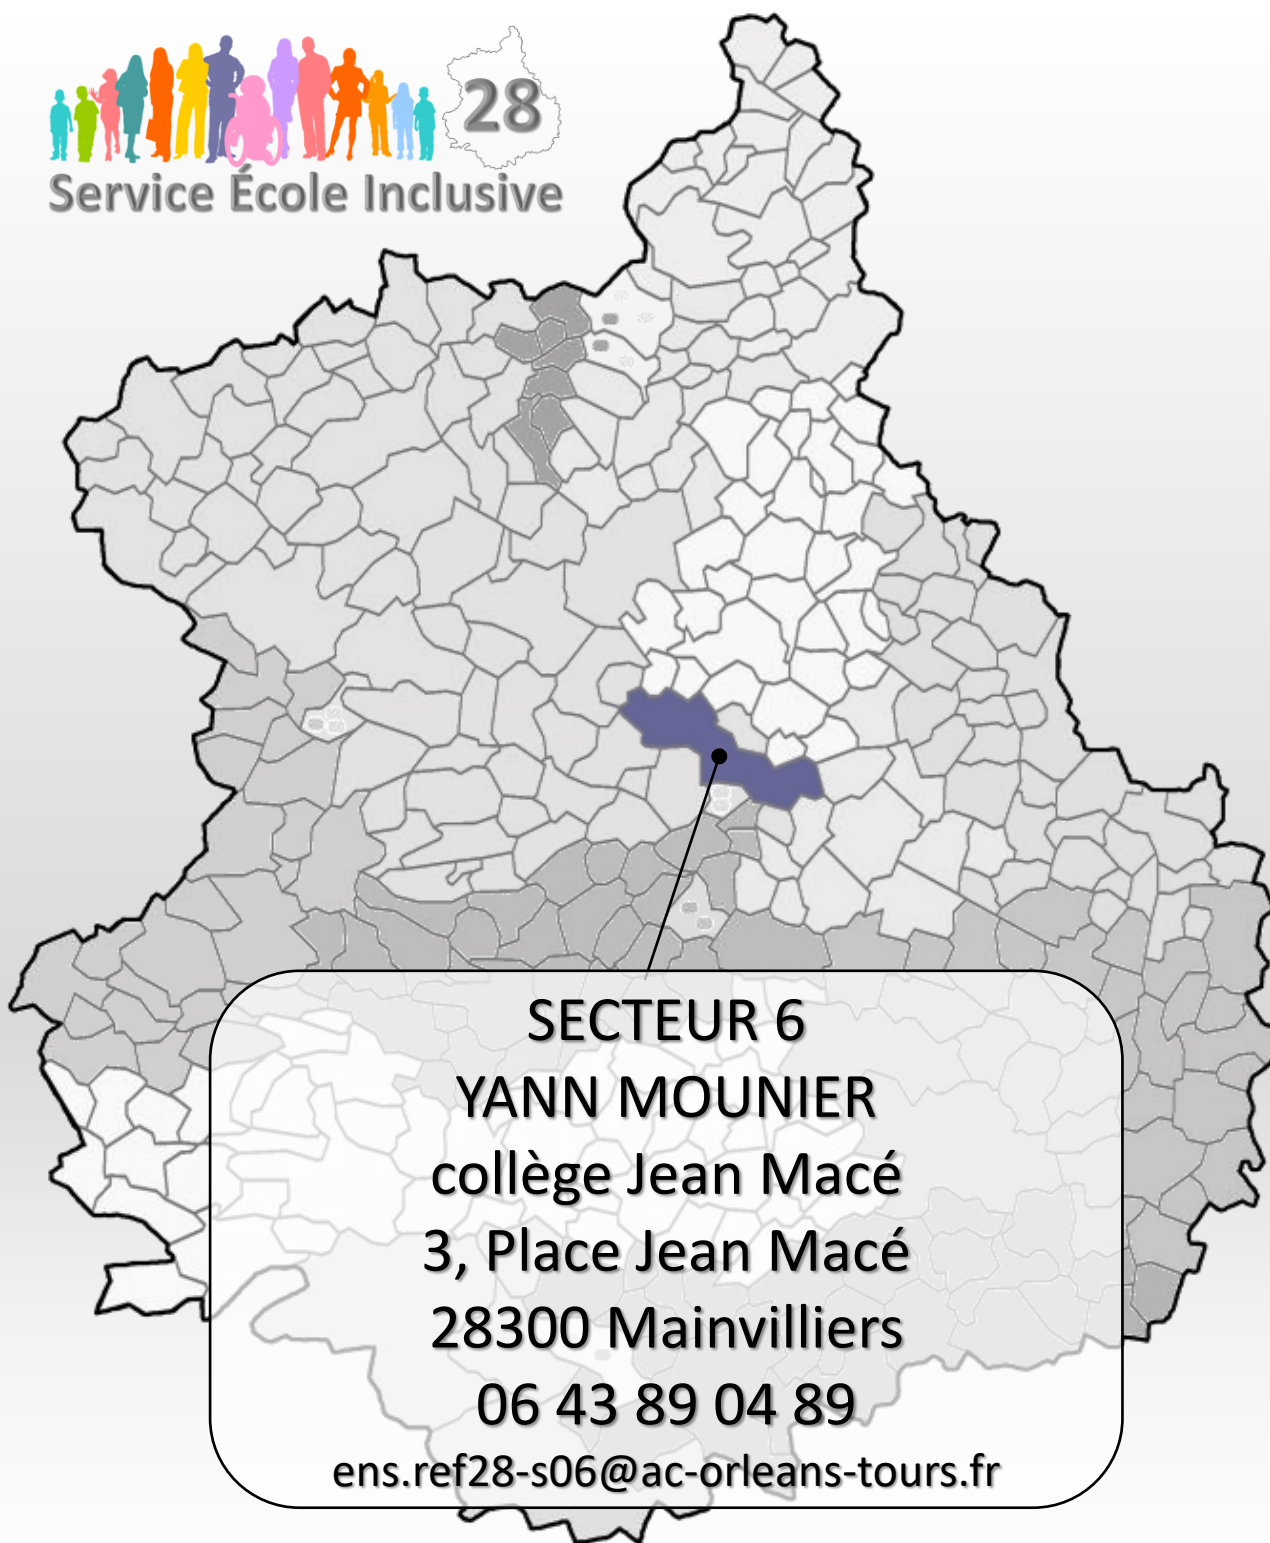 28
Service École Inclusive
SECTEUR 6
YANN MOUNIER
collège Jean Macé
3, Place Jean Macé
28300 Mainvilliers
06 43 89 04 89
ens.ref28-s06@ac-orleans-tours.fr